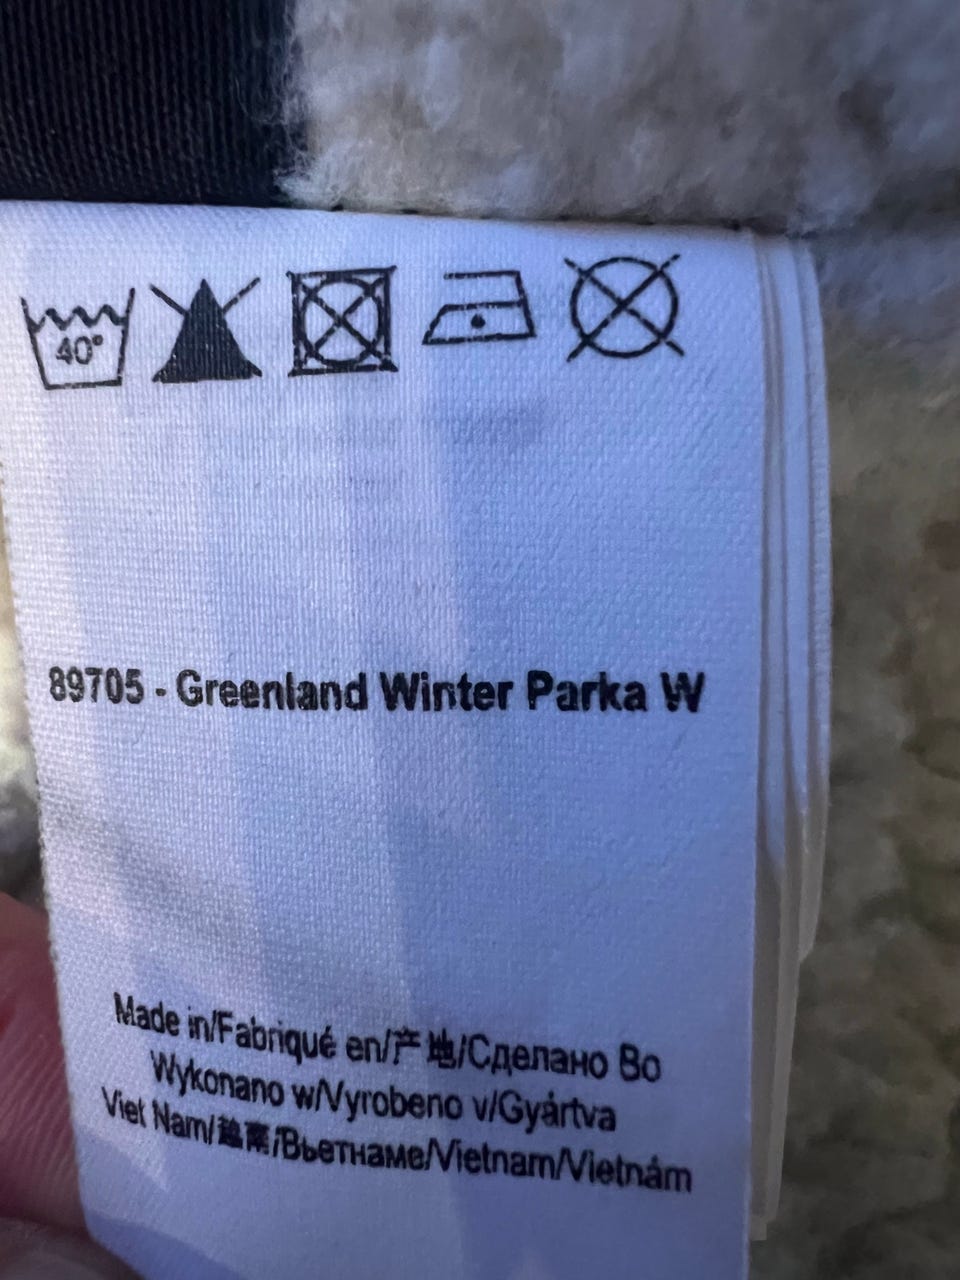 40°
89705 - Greenland Winter Parka W
Made in/Fabriqué en/产 地/Сделано Во
Wykonano w/Vyrobeno v/Gyártva
Viet Nam/越南/Вьетнаме/Vietnam/Vietnám